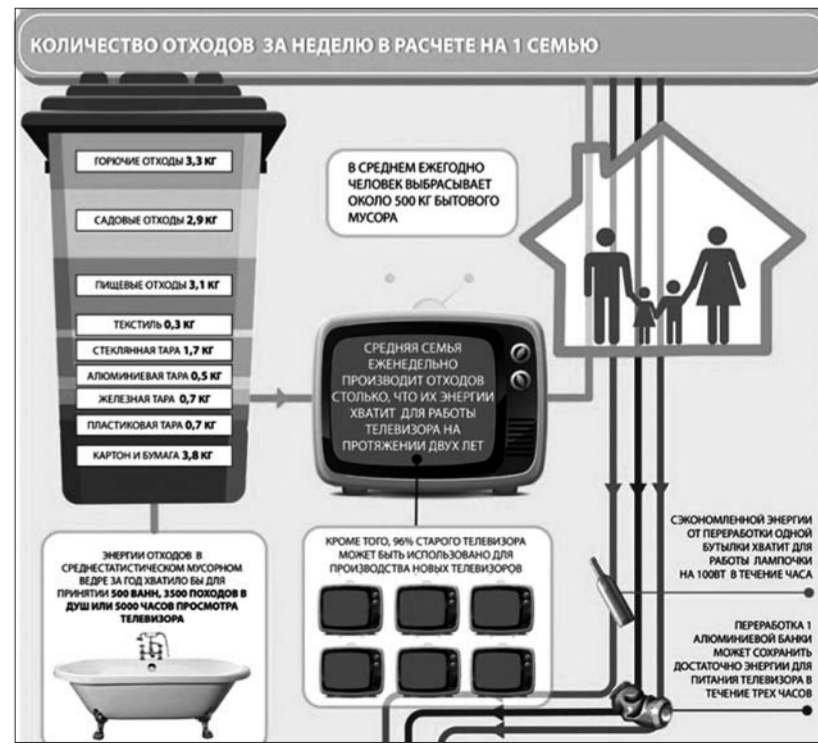 КОЛИЧЕСТВО ОТХОДОВ ЗА НЕДЕЛЮ В РАСЧЕТЕ НА 1 СЕМЬЮ
ГОРЮЧИЕ ОТХОДЫ 3,3 КГ
САДОВЫЕ ОТХОДЫ 2,9 КГ
ПИЩЕВЫЕ ОТХОДЫ 3,1 КГ
ТЕКСТИЛЬ 0,3 КГ
СТЕКЛЯННАЯ ТАРА 1,7 КГ
АЛЮМИНИЕВАЯ ТАРА 0,5 КГ
ЖЕЛЕЗНАЯ ТАРА 0,7 КГ
ПЛАСТИКОВАЯ ТАРА 0,7 КГ
КАРТОН И БУМАГА 3,8 КГ
В СРЕДНЕМ ЕЖЕГОДНО
ЧЕЛОВЕК ВЫБРАСЫВАЕТ
ОКОЛО 500 КГ БЫТОВОГО
МУСОРА
СРЕДНЯЯ СЕМЬЯ
ЕЖЕНЕДЕЛЬНО
ПРОИЗВОДИТ ОТХОДОВ
СТОЛЬКО, ЧТО ИХ ЭНЕРГИИ
ХВАТИТ ДЛЯ РАБОТЫ
ТЕЛЕВИЗОРА НА
ПРОТЯЖЕНИИ ДВУХ ЛЕТ
ЭНЕРГИИ ОТХОДОВ В
СРЕДНЕСТАТИСТИЧЕСКОМ МУСОРНОМ
ВЕДРЕ ЗА ГОД ХВАТИЛО БЫ ДЛЯ
ПРИНЯТИИ 500 ВАНН, 3500 ПОХОДОВ В
ДУШ ИЛИ 5000 ЧАСОВ ПРОСМОТРА
ТЕЛЕВИЗОРА
КРОМЕ ТОГО, 96% СТАРОГО ТЕЛЕВИЗОРА
МОЖЕТ БЫТЬ ИСПОЛЬЗОВАНО ДЛЯ
ПРОИЗВОДСТВА НОВЫХ ТЕЛЕВИЗОРОВ
СЭКОНОМЛЕННОЙ ЭНЕРГИИ
ОТ ПЕРЕРАБОТКИ ОДНОЙ
БУТЫЛКИ ХВАТИТ ДЛЯ
РАБОТЫ ЛАМПОЧКИ
НА 100ВТ В ТЕЧЕНИЕ ЧАСА
ПЕРЕРАБОТКА 1
АЛЮМИНИЕВОЙ БАНКИ
МОЖЕТ СОХРАНИТЬ
ДОСТАТОЧНО ЭНЕРГИИ ДЛЯ
ПИТАНИЯ ТЕЛЕВИЗОРА В
ТЕЧЕНИЕ ТРЕХ ЧАСОВ